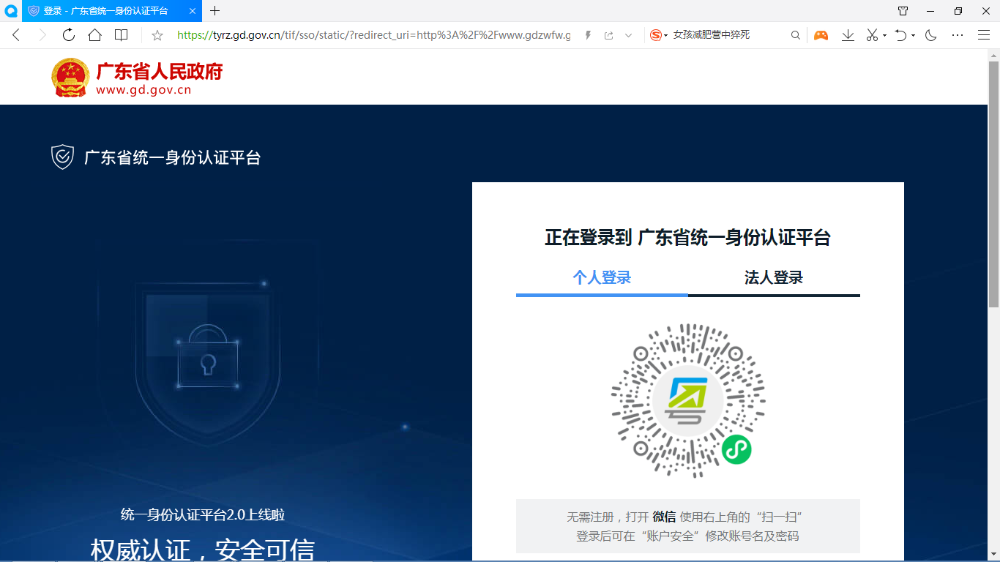 登录 - 广东省统一身份认证平台
https://tyrz.gd.gov.cn/tif/sso/static/?redirect_uri=http%3A%2F%2Fwww.gdzwfw.g
女孩减肥营中猝死
广东省人民政府
www.gd.gov.cn
广东省统一身份认证平台
正在登录到 广东省统一身份认证平台
个人登录 法人登录
无需注册，打开 微信 使用右上角的“扫一扫”
登录后可在“账户安全”修改账号名及密码
统一身份认证平台2.0上线啦
权威认证，安全可信